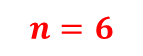 n = 6